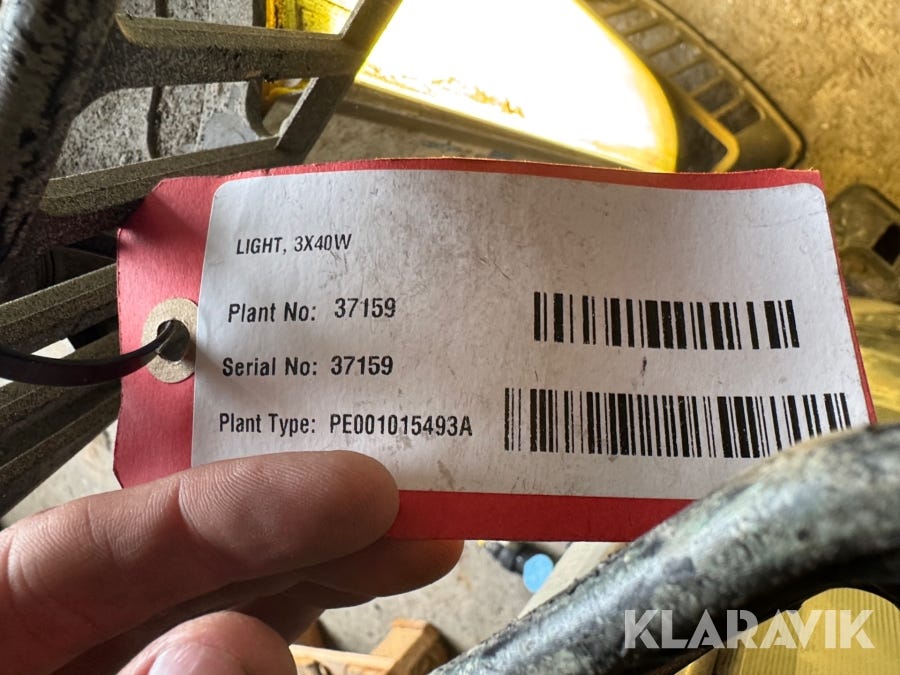 LIGHT, 3X40W
Plant No: 37159
Serial No: 37159
Plant Type: PE001015493A
KLARAVIK